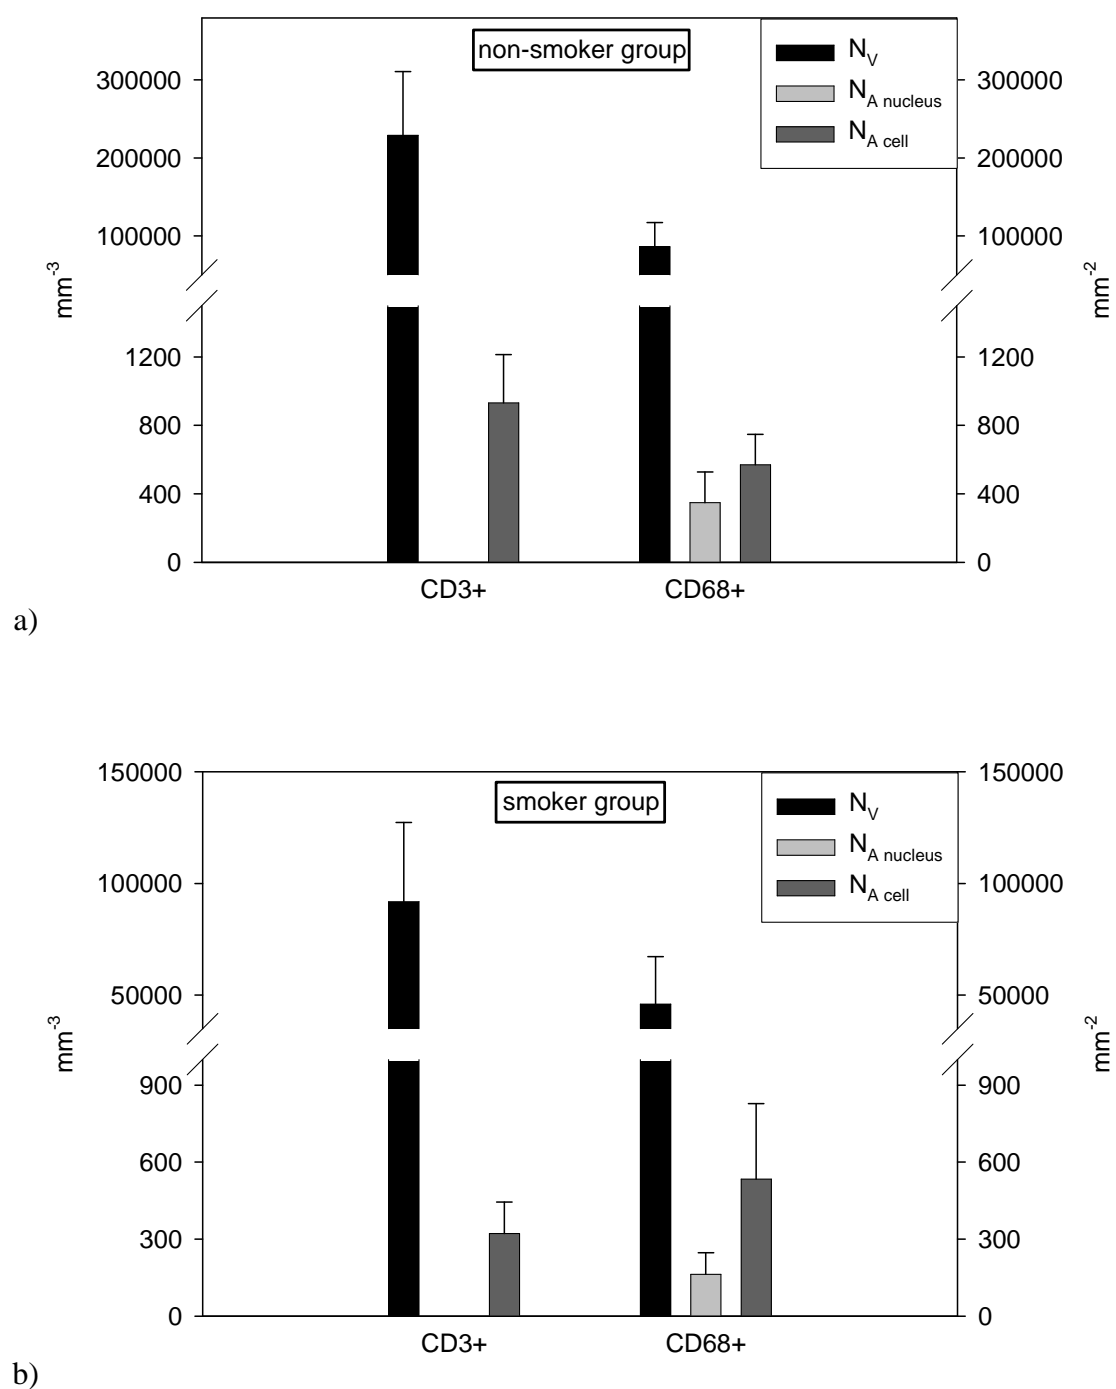 non-smoker group
N_V
N_A nucleus
N_A cell
300000
200000
100000
1200
800
400
0
mm^-3
300000
200000
100000
1200
800
400
0
mm^-2
CD3+ CD68+
a)
smoker group
N_V
N_A nucleus
N_A cell
150000
100000
50000
900
600
300
0
mm^-3
150000
100000
50000
900
600
300
0
mm^-2
CD3+ CD68+
b)